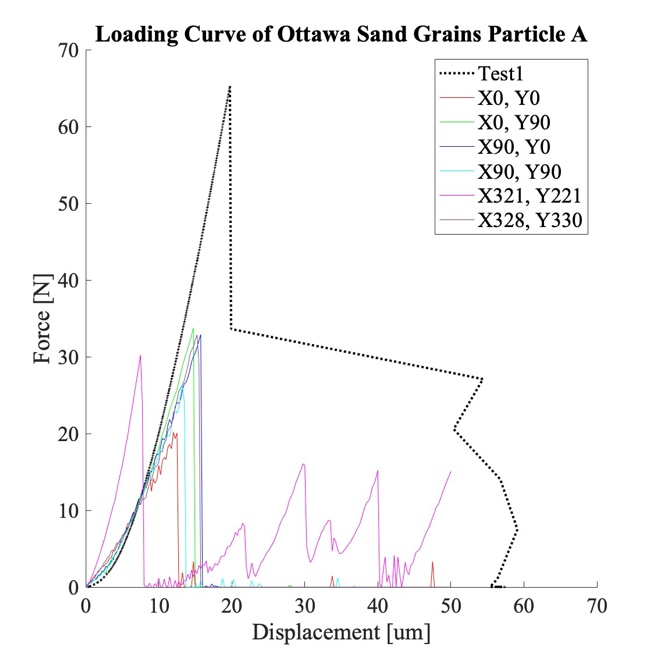 Loading Curve of Ottawa Sand Grains Particle A
70
60
50
40
30
20
10
0
Force [N]
Test1
X0, Y0
X0, Y90
X90, Y0
X90, Y90
X321, Y221
X328, Y330
0 10 20 30 40 50 60 70
Displacement [um]